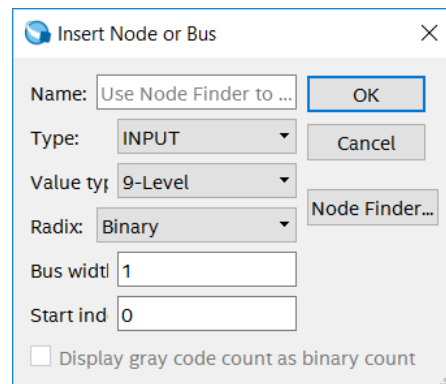 Insert Node or Bus
Name: Use Node Finder to ... OK
Type: INPUT Cancel
Value typ 9-Level
Node Finder...
Radix: Binary
Bus widtl 1
Start ind 0
Display gray code count as binary count